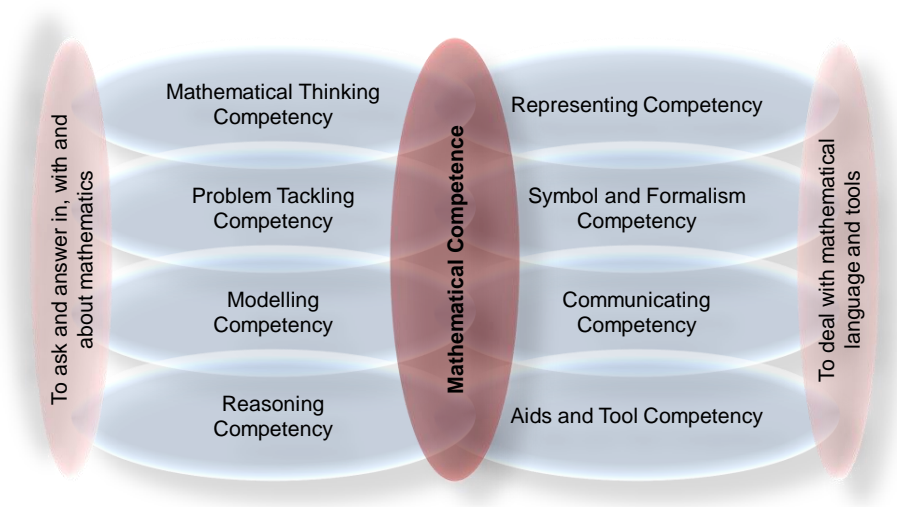 To ask and answer in, with and
about mathematics
Mathematical Thinking
Competency
Problem Tackling
Competency
Modelling
Competency
Reasoning
Competency
Mathematical Competence
Representing Competency
Symbol and Formalism
Competency
Communicating
Competency
Aids and Tool Competency
To deal with mathematical
language and tools